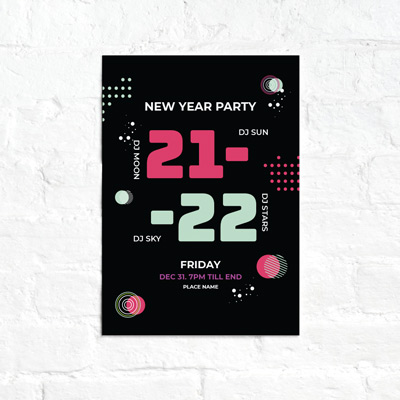 NEW YEAR PARTY
DJ SUN
DJ MOON
21-
-22
DJ STARS
DJ SKY
FRIDAY
DEC 31. 7PM TILL END
PLACE NAME